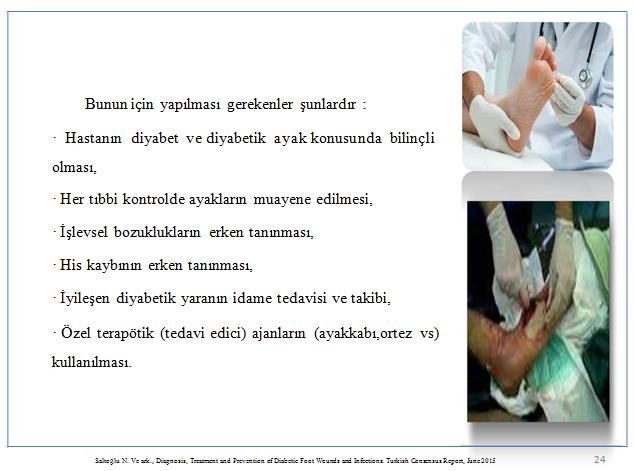 Bunun için yapılması gerekenler şunlardır :
· Hastanın diyabet ve diyabetik ayak konusunda bilinçli
olması,
· Her tıbbi kontrolde ayakların muayene edilmesi,
· İşlevsel bozuklukların erken tanınması,
· His kaybının erken tanınması,
· İyileşen diyabetik yaranın idame tedavisi ve takibi,
· Özel terapötik (tedavi edici) ajanların (ayakkabı,ortez vs)
kullanılması.
Saltoğlu N. Ve ark., Diagnosis, Treatment and Prevention of Diabetic Foot Wounds and Infections: Turkish Consensus Report, June 2015
24